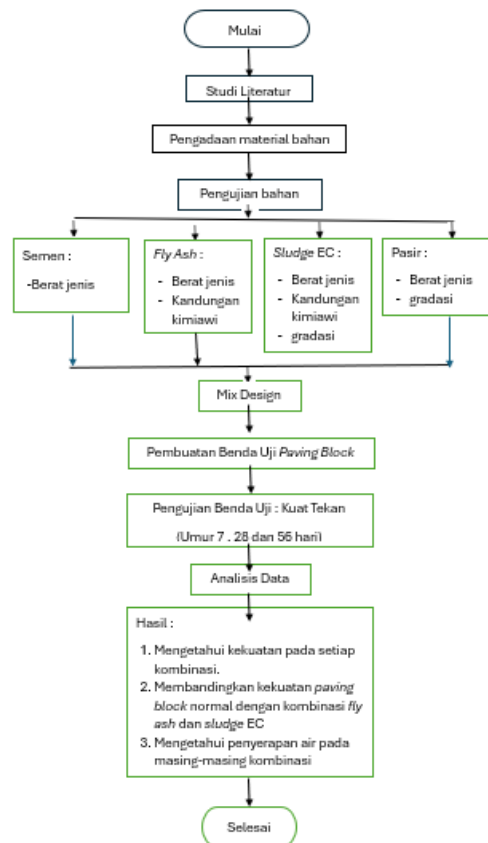 Mulai
Studi Literatur
Pengadaan material bahan
Pengujian bahan
Semen :
-Berat jenis
Fly Ash :
- Berat jenis
- Kandungan
kimiawi
Sludge EC :
- Berat jenis
- Kandungan
kimiawi
- gradasi
Pasir :
- Berat jenis
- gradasi
Mix Design
Pembuatan Benda Uji Paving Block
Pengujian Benda Uji : Kuat Tekan
(Umur 7 , 28 dan 56 hari)
Analisis Data
Hasil :
1. Mengetahui kekuatan pada setiap
kombinasi.
2. Membandingkan kekuatan paving
block normal dengan kombinasi fly
ash dan sludge EC
3. Mengetahui penyerapan air pada
masing-masing kombinasi
Selesai